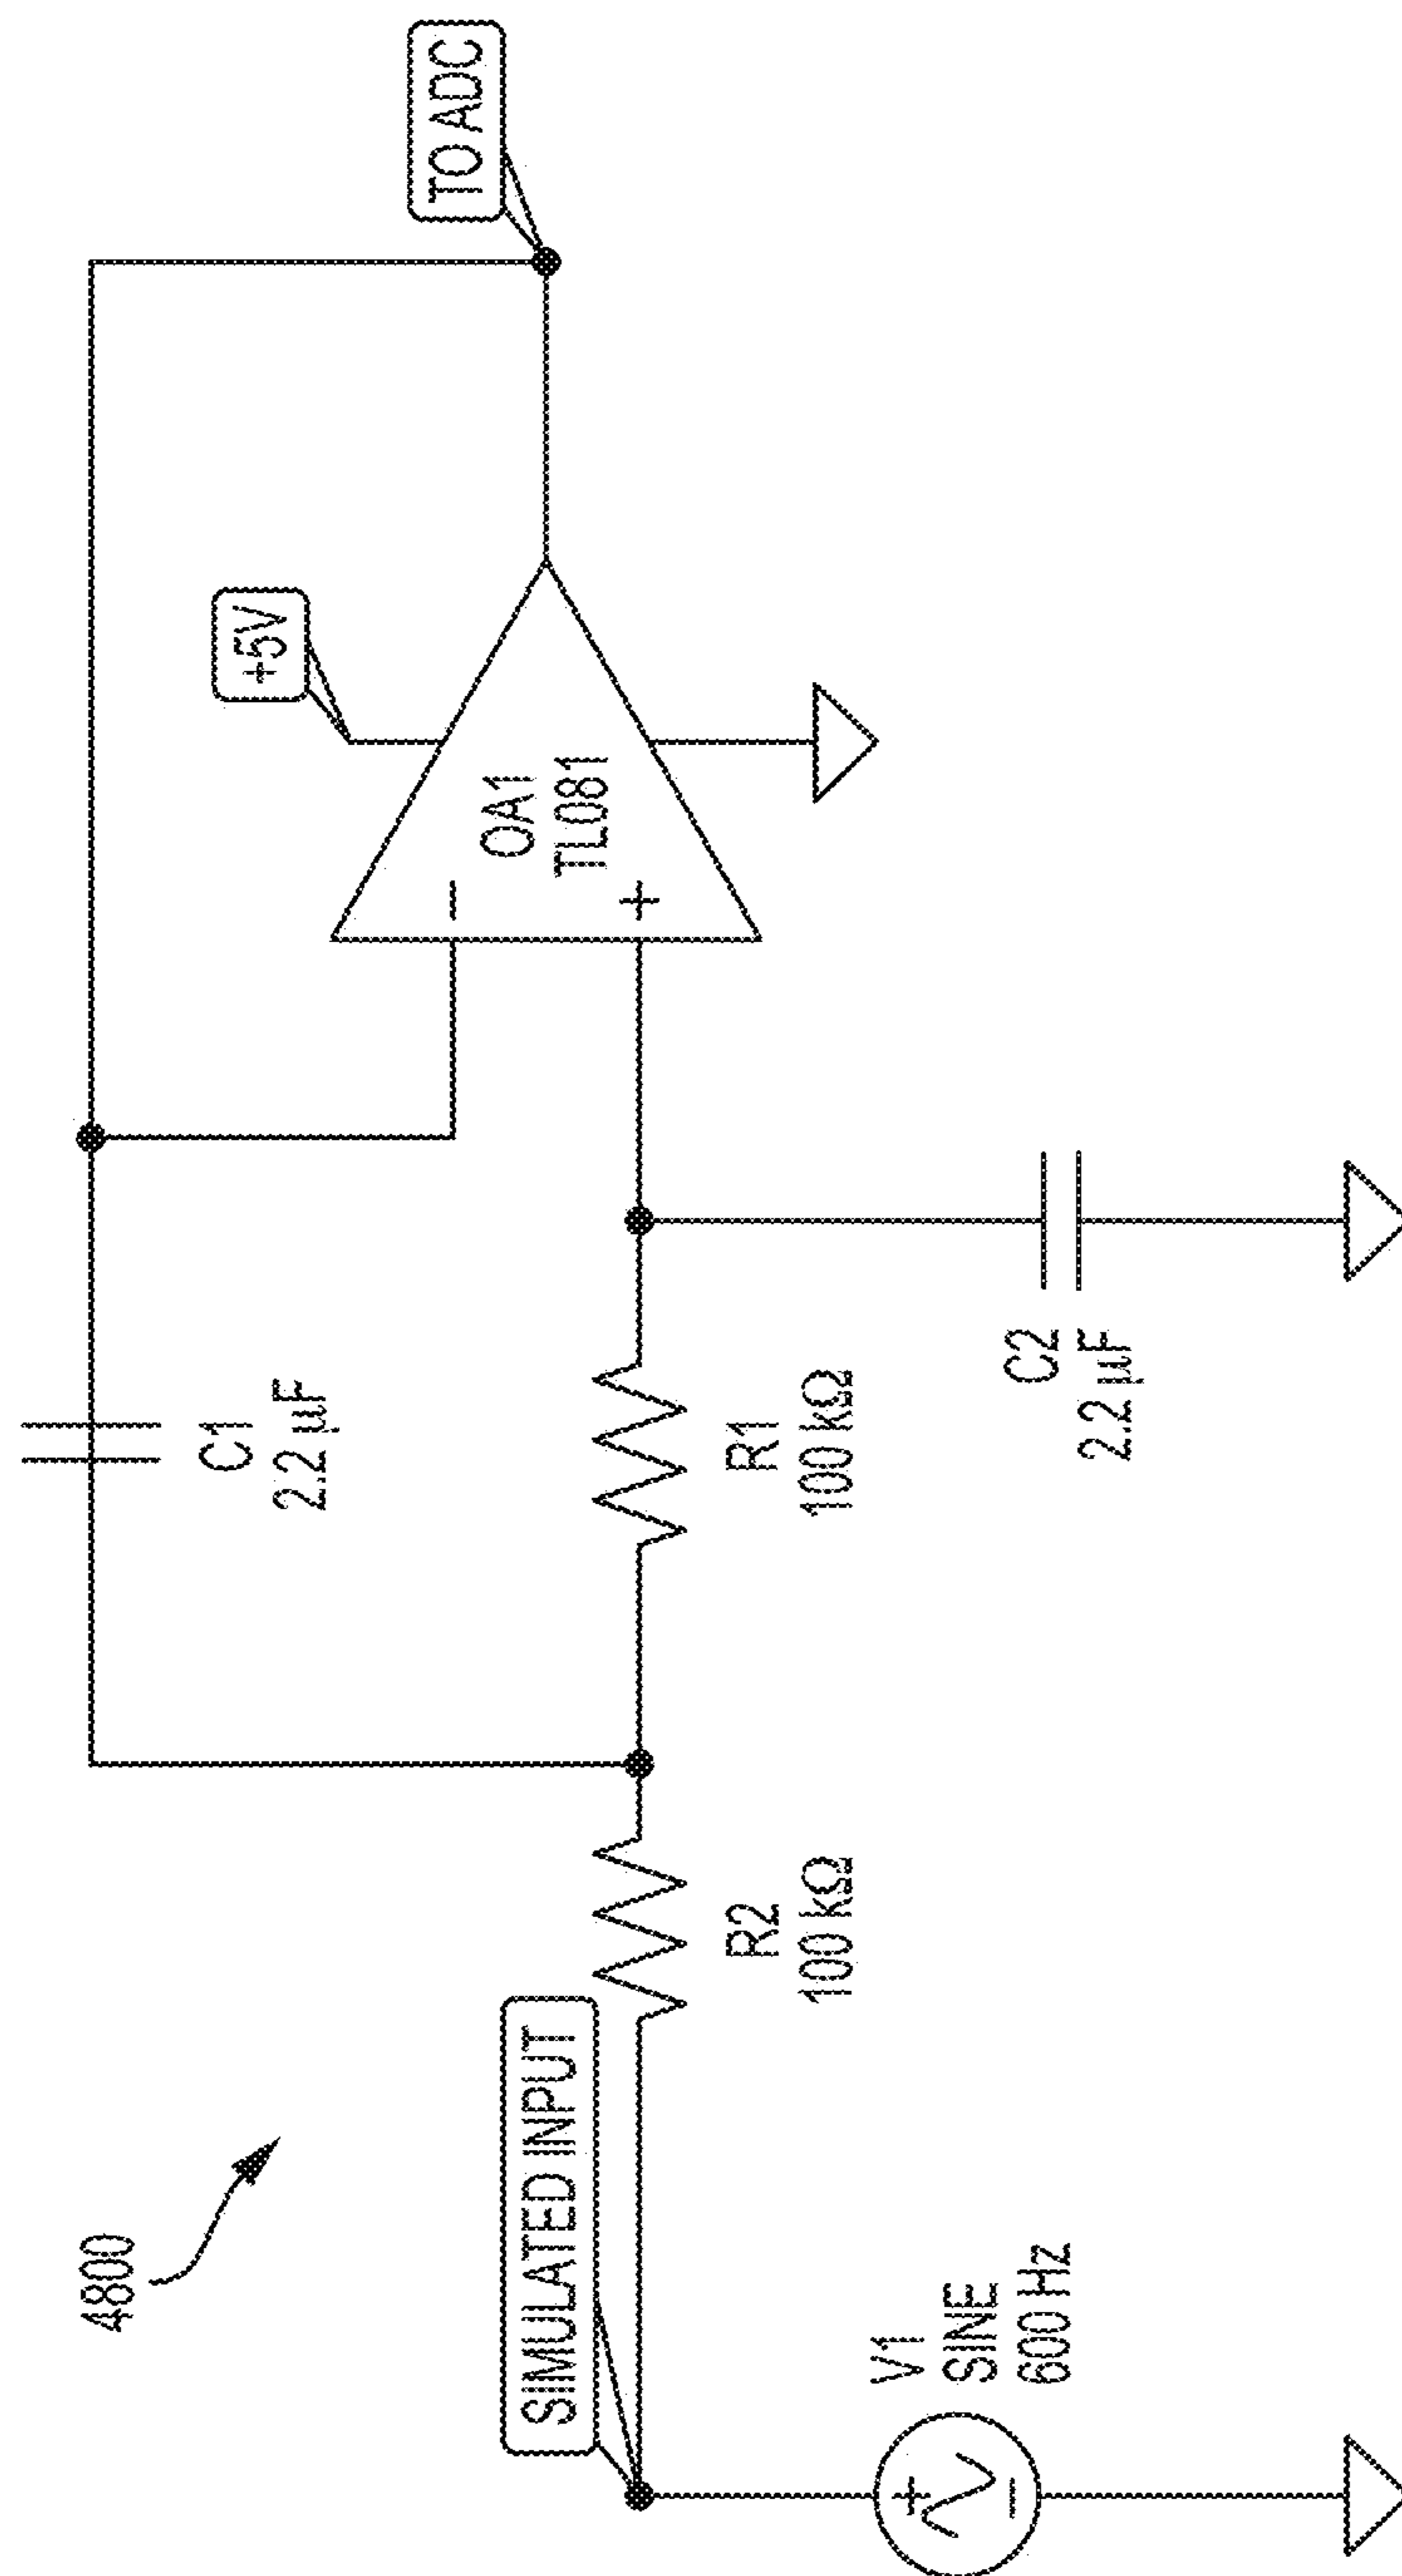 4800
C1
2.2 µF
+5V
TO ADC
SIMULATED INPUT
R2
100 kΩ
R1
100 kΩ
−
+
OA1
TL081
C2
2.2 µF
V1
SINE
600 Hz
+
−